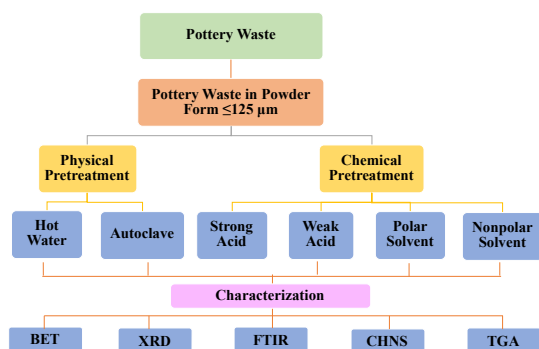 Pottery Waste
Pottery Waste in Powder
Form ≤125 μm
Physical
Pretreatment
Chemical
Pretreatment
Hot
Water
Autoclave
Strong
Acid
Weak
Acid
Polar
Solvent
Nonpolar
Solvent
Characterization
BET
XRD
FTIR
CHNS
TGA